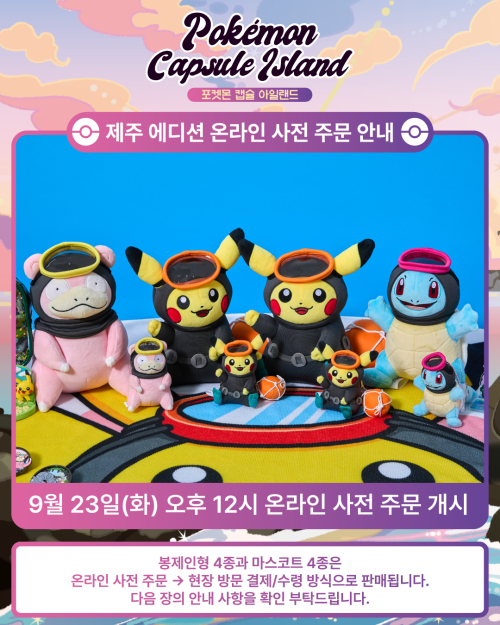 Pokémon
Capsule Island
포켓몬 캡슐 아일랜드
제주 에디션 온라인 사전 주문 안내
9월 23일(화) 오후 12시 온라인 사전 주문 개시
봉제인형 4종과 마스코트 4종은
온라인 사전 주문 → 현장 방문 결제/수령 방식으로 판매됩니다.
다음 장의 안내 사항을 확인 부탁드립니다.